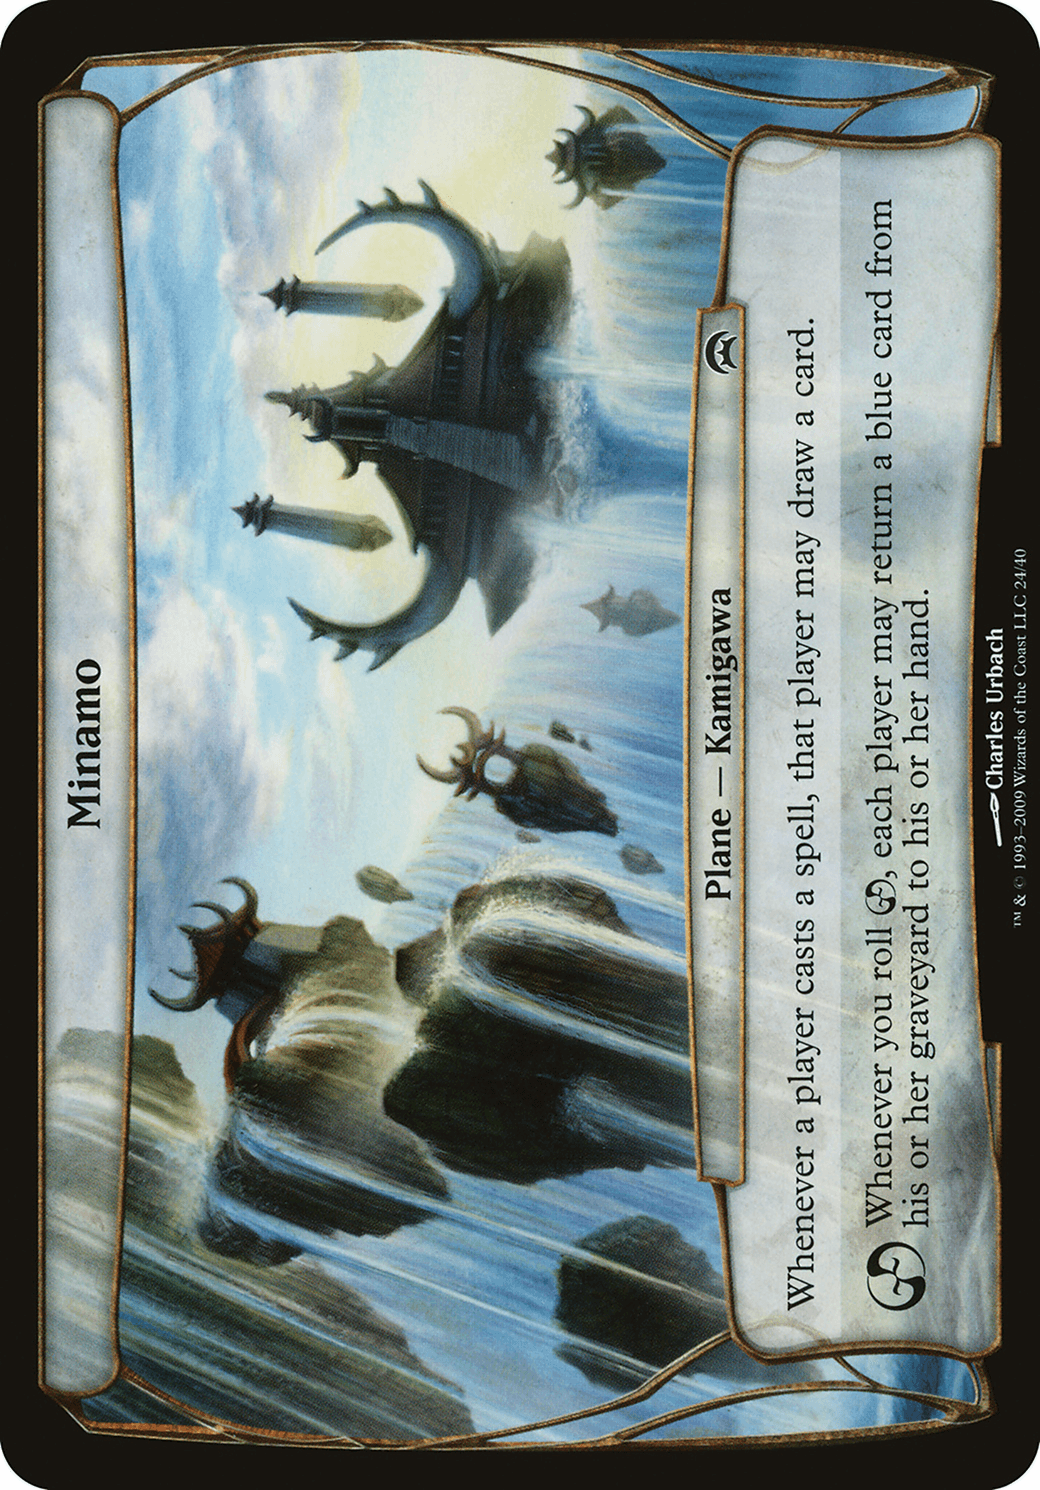 Minamo
Plane — Kamigawa
Whenever a player casts a spell, that player may draw a card.
Whenever you roll , each player may return a blue card from
his or her graveyard to his or her hand.
Charles Urbach
™ & © 1993–2009 Wizards of the Coast LLC 24/40